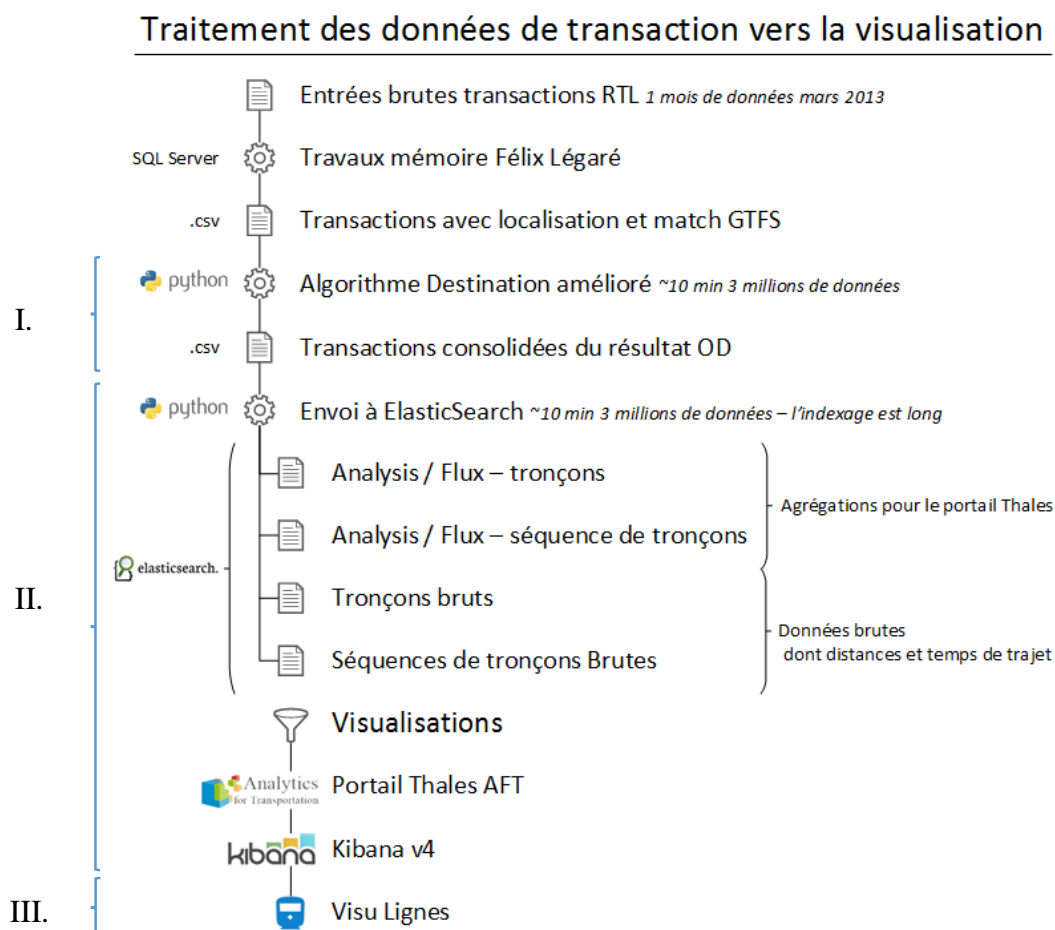 Traitement des données de transaction vers la visualisation
Entrées brutes transactions RTL 1 mois de données mars 2013
SQL Server Travaux mémoire Félix Légaré
.csv Transactions avec localisation et match GTFS
I.
python Algorithme Destination amélioré ~10 min 3 millions de données
.csv Transactions consolidées du résultat OD
II.
python Envoi à ElasticSearch ~10 min 3 millions de données – l'indexage est long
elasticsearch.
Analysis / Flux – tronçons
Analysis / Flux – séquence de tronçons
Agrégations pour le portail Thales
Tronçons bruts
Séquences de tronçons Brutes
Données brutes
dont distances et temps de trajet
Visualisations
Analytics
for Transportation
Portail Thales AFT
kibana Kibana v4
III.
Visu Lignes